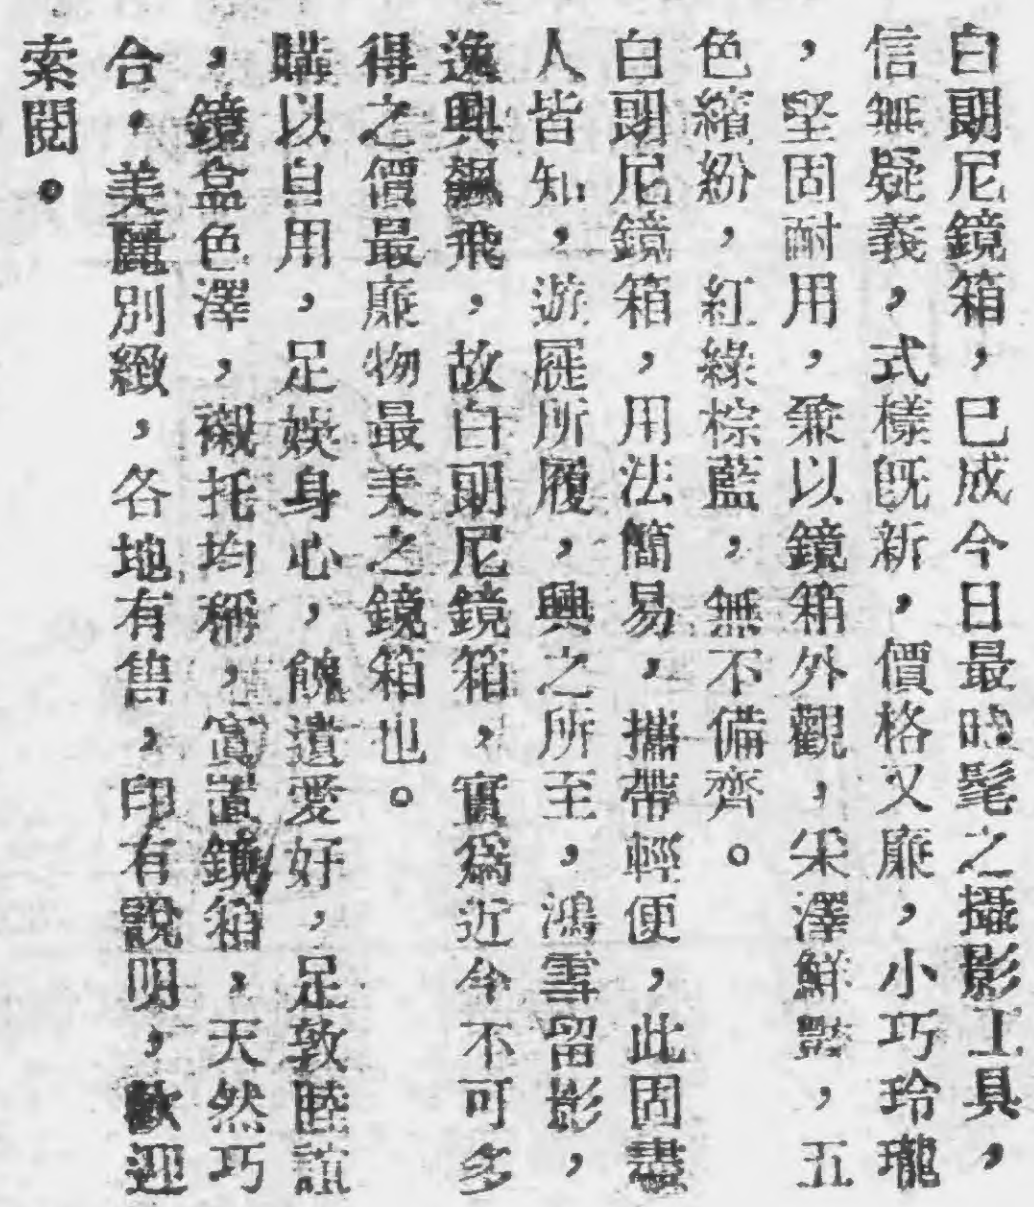 白朗尼鏡箱，已成今日最時髦之攝影工具，
信無疑義，式樣旣新，價格又廉，小巧玲瓏
，堅固耐用，兼以鏡箱外觀，采澤鮮艷，五
色繽紛，紅綠棕藍，無不備齊。
白朗尼鏡箱，用法簡易，攜帶輕便，此固盡
人皆知，游屐所履，興之所至，鴻雪留影，
逸興飆飛，故白朗尼鏡箱，實爲近今不可多
得之價最廉物最美之鏡箱也。
購以自用，足娛身心，餽遺愛好，足敦睦誼
，鏡盒色澤，襯托均稱，實置鏡箱，天然巧
合，美麗別緻，各地有售，印有說明，歡迎
索閱。